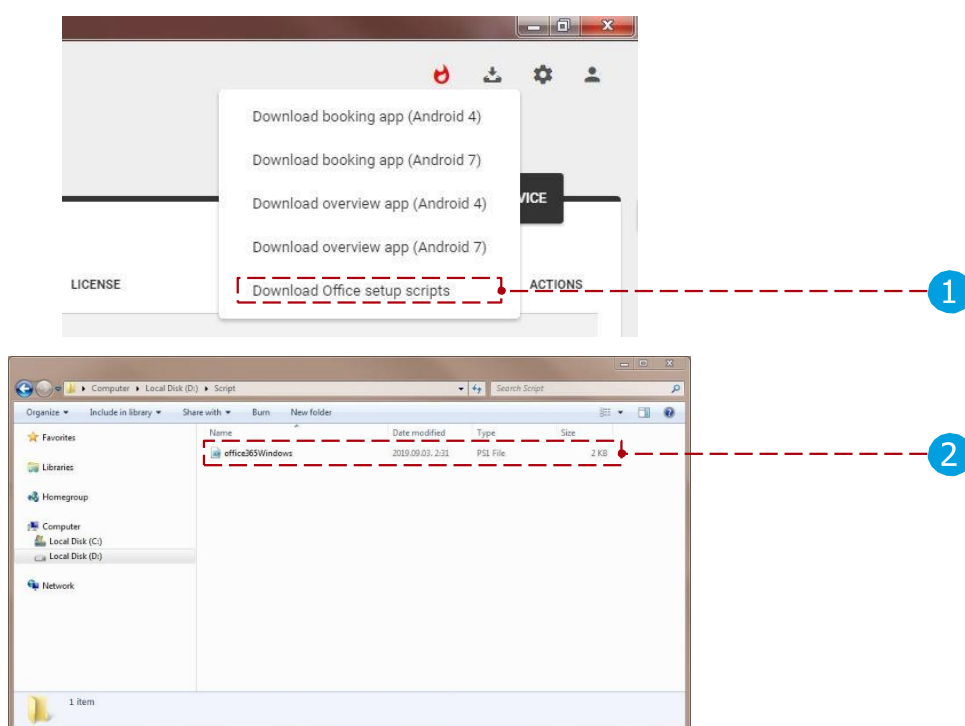 Download booking app (Android 4)
Download booking app (Android 7)
Download overview app (Android 4)
VICE
Download overview app (Android 7)
LICENSE
Download Office setup scripts
ACTIONS
1
Computer Local Disk (D:) Script
Search Script
Organize Include in library Share with Burn New folder
Name Date modified Type Size
Favorites
office365Windows 2019.09.03. 2:31 PS1 File 2 KB
2
Libraries
Homegroup
Computer
Local Disk (C:)
Local Disk (D:)
Network
1 item